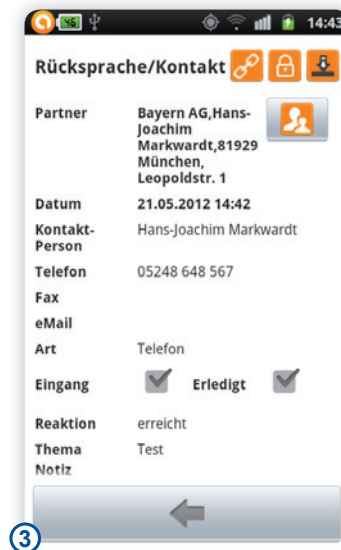 46 14:43
Rücksprache/Kontakt
Partner Bayern AG,Hans-
Joachim
Markwardt,81929
München,
Leopoldstr. 1
Datum 21.05.2012 14:42
Kontakt- Hans-Joachim Markwardt
Person
Telefon 05248 648 567
Fax
eMail
Art Telefon
Eingang Erledigt
Reaktion erreicht
Thema Test
Notiz
3